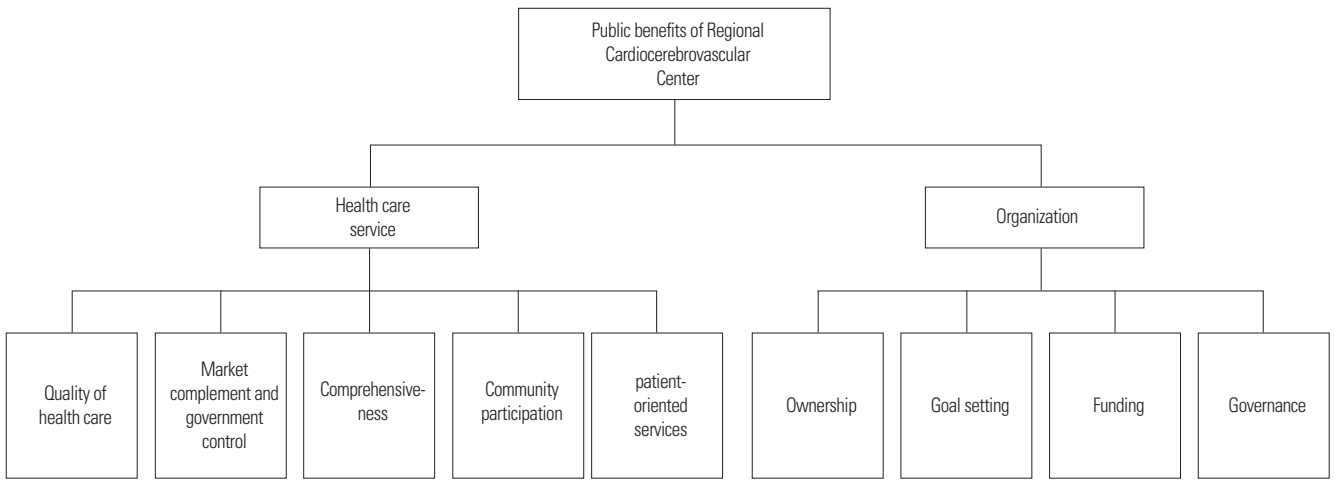 Public benefits of Regional
Cardiocerebrovascular
Center
Health care
service
Organization
Quality of
health care
Market
complement and
government
control
Comprehensive-
ness
Community
participation
patient-
oriented
services
Ownership
Goal setting
Funding
Governance